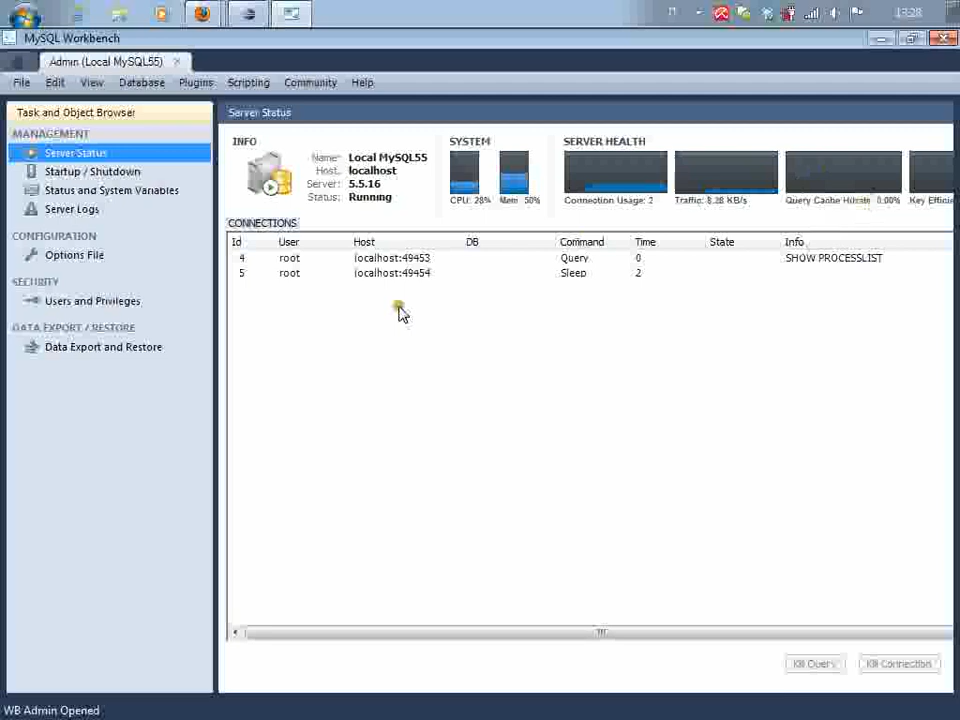 13:28
MySQL Workbench
Admin (Local MySQL55)
File Edit View Database Plugins Scripting Community Help
Task and Object Browser
MANAGEMENT
Server Status
Startup / Shutdown
Status and System Variables
Server Logs
CONFIGURATION
Options File
SECURITY
Users and Privileges
DATA EXPORT / RESTORE
Data Export and Restore
Server Status
INFO
Name: Local MySQL55
Host: localhost
Server: 5.5.16
Status: Running
SYSTEM
CPU: 28% Mem: 50%
SERVER HEALTH
Connection Usage: 2 Traffic: 8.28 KB/s Query Cache Hitrate: 0.00% Key Efficie
CONNECTIONS
Id User Host DB Command Time State Info
4 root localhost:49453 Query 0 SHOW PROCESSLIST
5 root localhost:49454 Sleep 2
Kill Query Kill Connection
WB Admin Opened